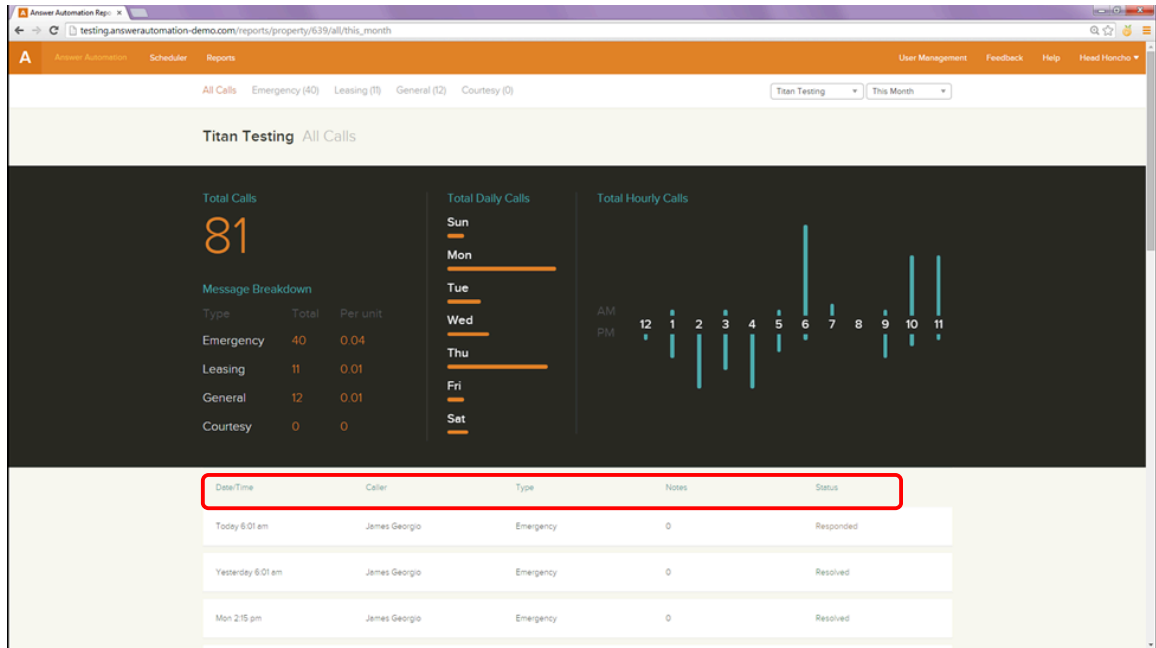 Answer Automation Repo
testing.answerautomation-demo.com/reports/property/639/all/this_month
A Answer Automation Scheduler Reports User Management Feedback Help Head Honcho
All Calls Emergency (40) Leasing (11) General (12) Courtesy (0) Titan Testing This Month
Titan Testing All Calls
Total Calls
81
Message Breakdown
Type Total Per unit
Emergency 40 0.04
Leasing 11 0.01
General 12 0.01
Courtesy 0 0
Total Daily Calls
Sun
Mon
Tue
Wed
Thu
Fri
Sat
Total Hourly Calls
AM
12 1 2 3 4 5 6 7 8 9 10 11
PM
Date/Time Caller Type Notes Status
Today 6:01 am James Georgio Emergency 0 Responded
Yesterday 6:01 am James Georgio Emergency 0 Resolved
Mon 2:15 pm James Georgio Emergency 0 Resolved